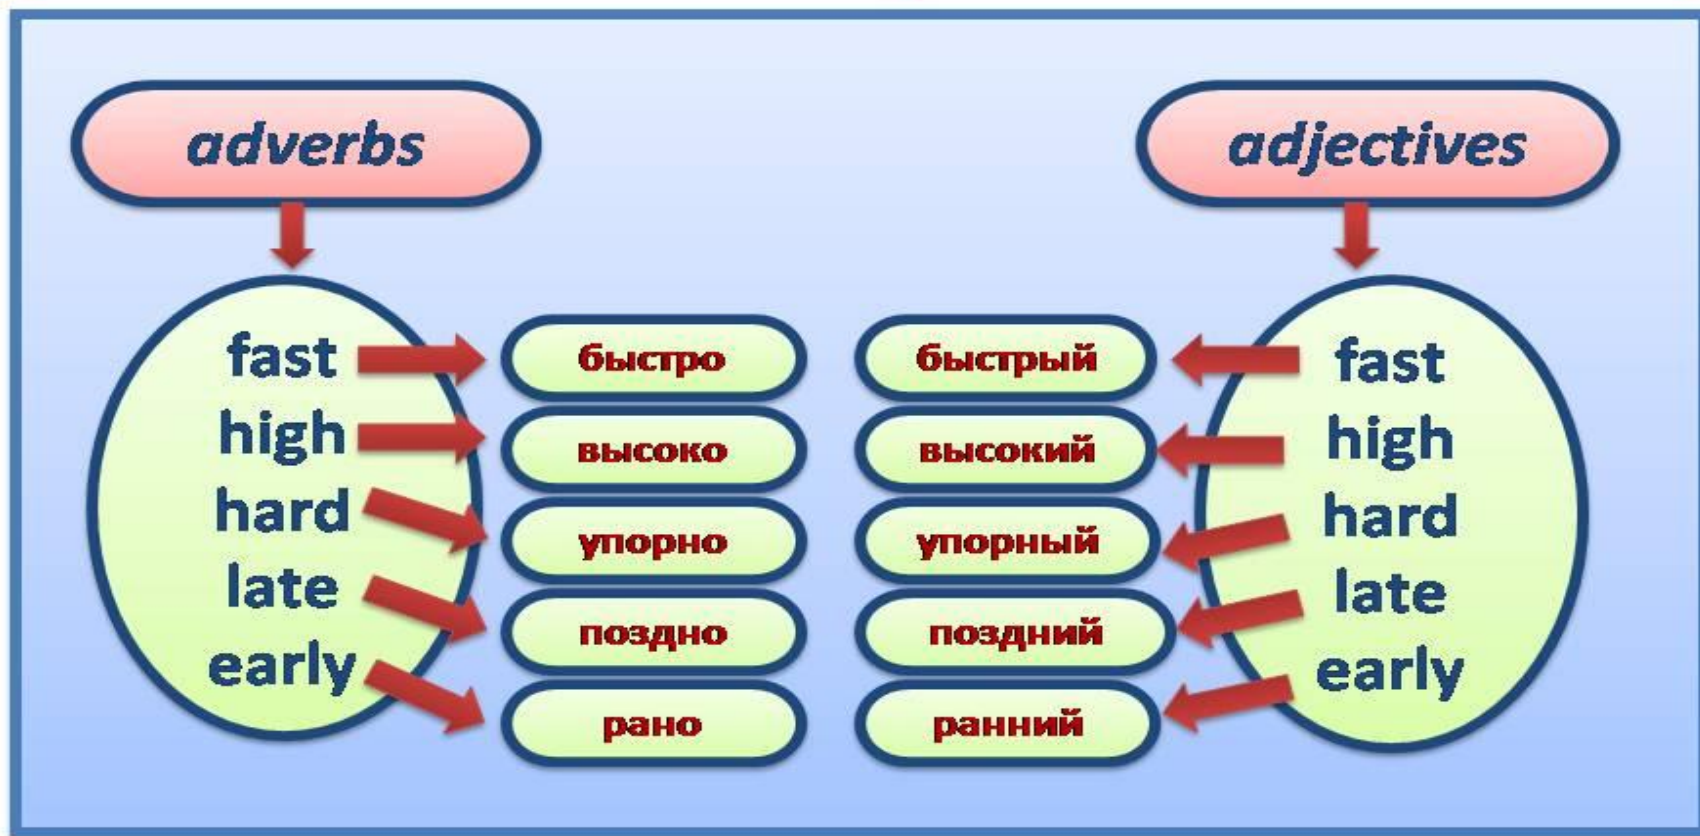 adverbs
adjectives
fast
high
hard
late
early
быстро
высоко
упорно
поздно
рано
быстрый
высокий
упорный
поздний
ранний
fast
high
hard
late
early